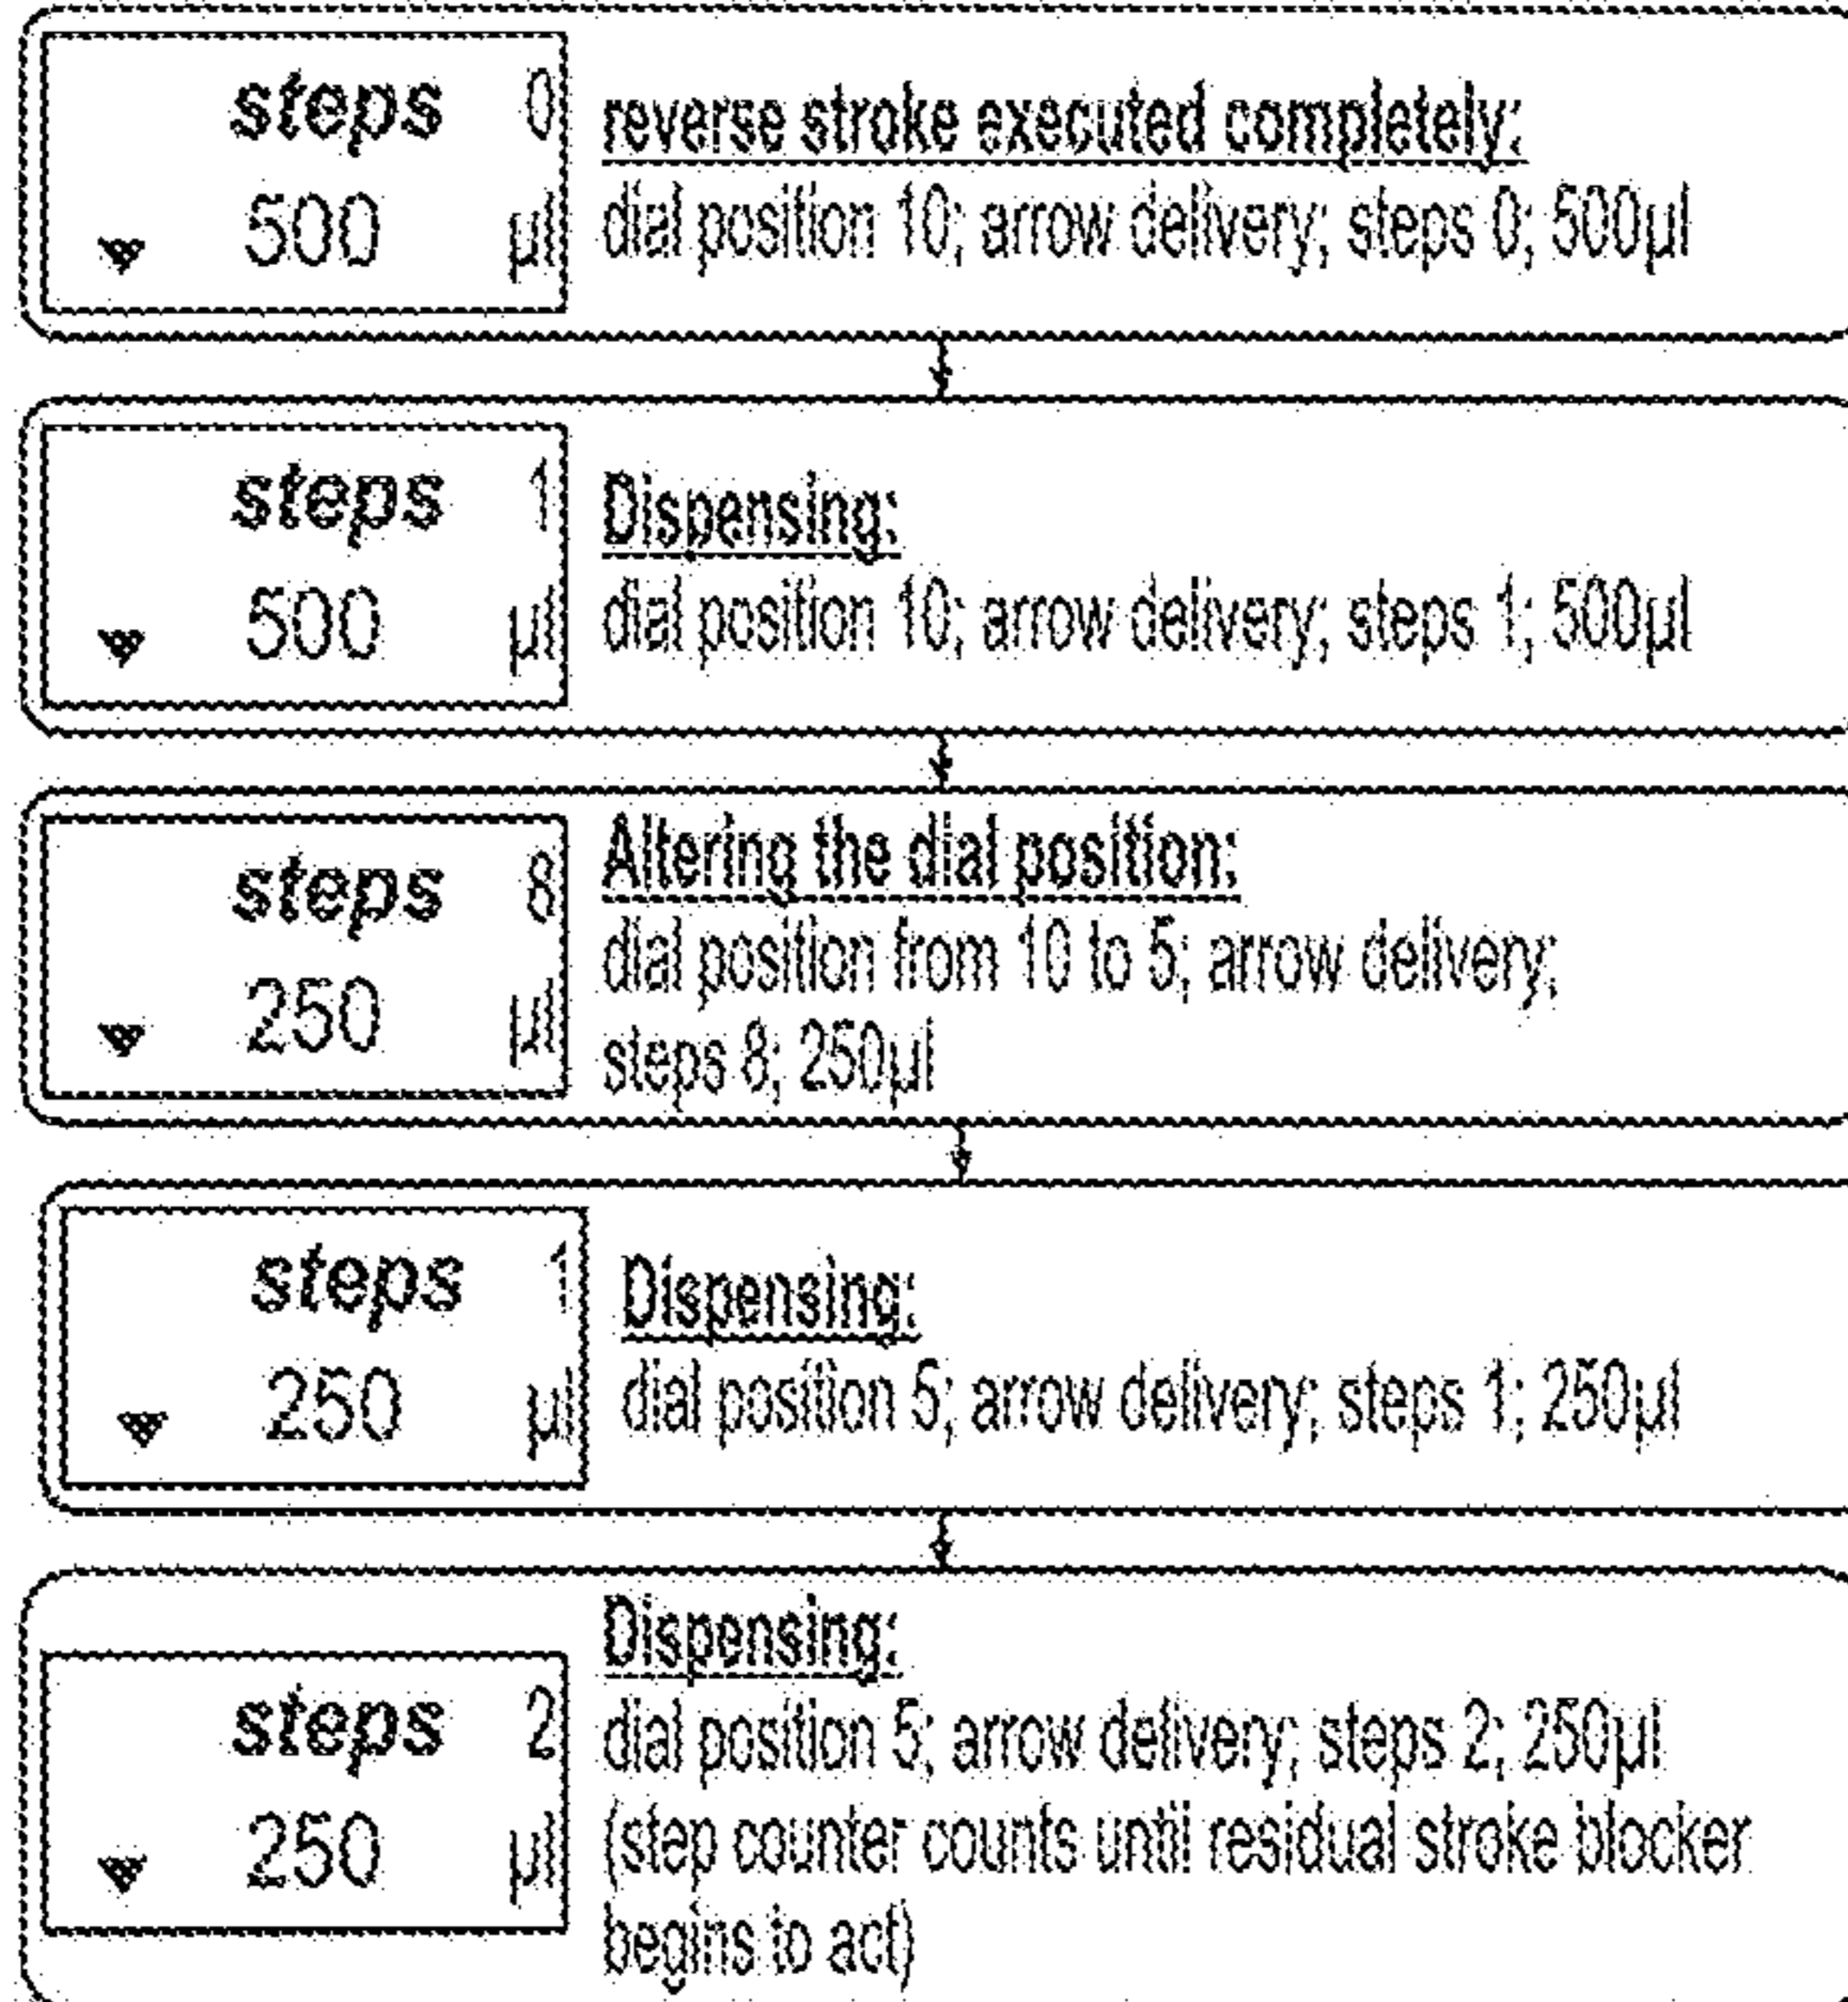 steps 0
500 µl
reverse stroke executed completely:
dial position 10; arrow delivery; steps 0; 500µl
steps 1
500 µl
Dispensing:
dial position 10; arrow delivery; steps 1; 500µl
steps 8
250 µl
Altering the dial position:
dial position from 10 to 5; arrow delivery;
steps 8; 250µl
steps 1
250 µl
Dispensing:
dial position 5; arrow delivery; steps 1; 250µl
steps 2
250 µl
Dispensing:
dial position 5; arrow delivery; steps 2; 250µl
(step counter counts until residual stroke blocker
begins to act)